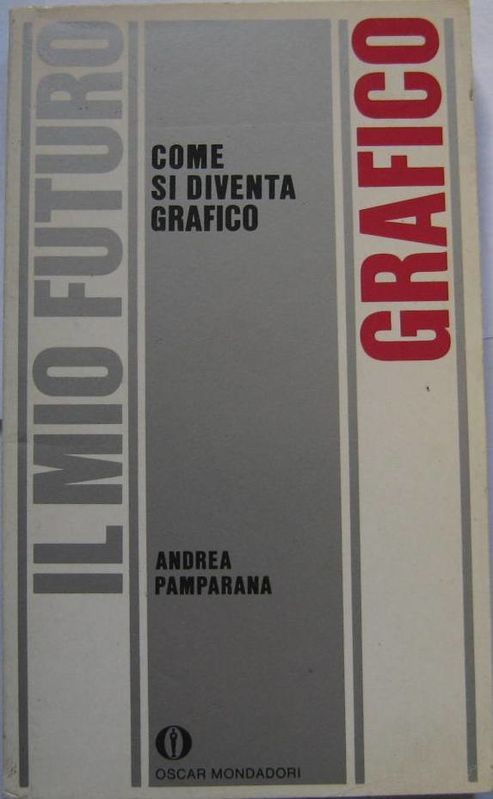 IL MIO FUTURO
COME
SI DIVENTA
GRAFICO
GRAFICO
ANDREA
PAMPARANA
OSCAR MONDADORI